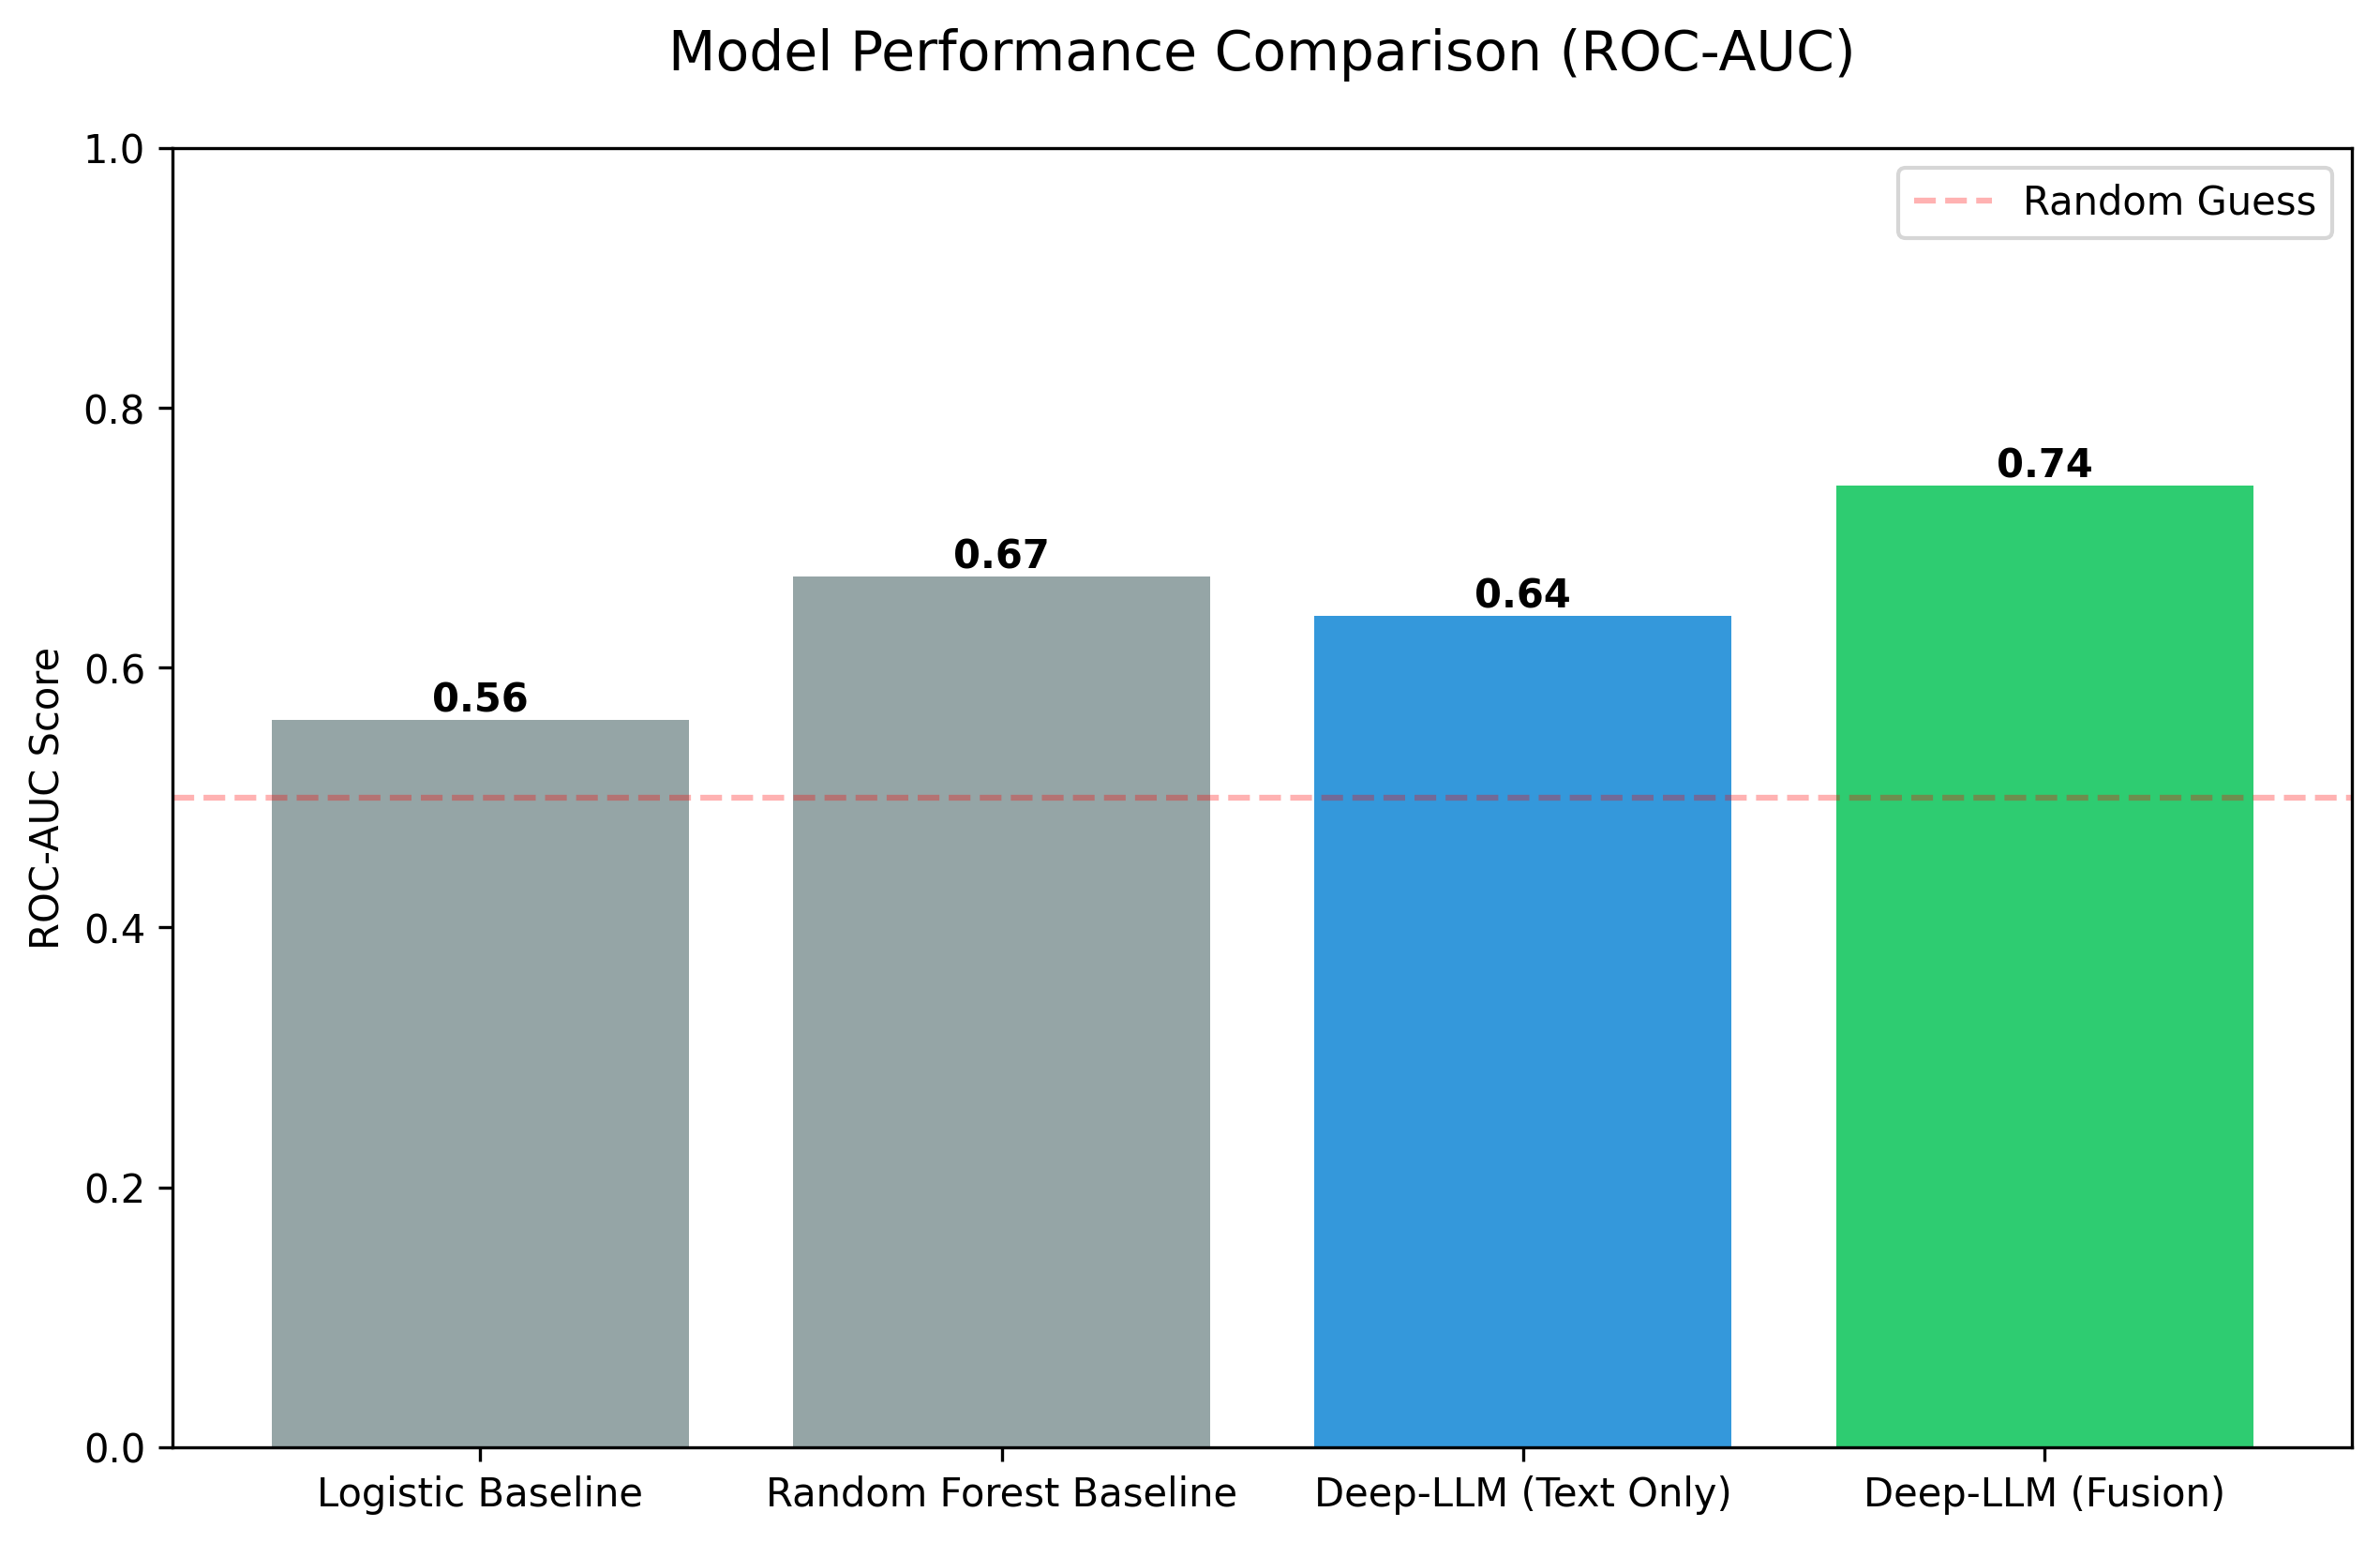 Model Performance Comparison (ROC-AUC)
1.0
Random Guess
0.8
0.74
0.67
0.64
0.6
0.56
ROC-AUC Score
0.4
0.2
0.0
Logistic Baseline
Random Forest Baseline
Deep-LLM (Text Only)
Deep-LLM (Fusion)